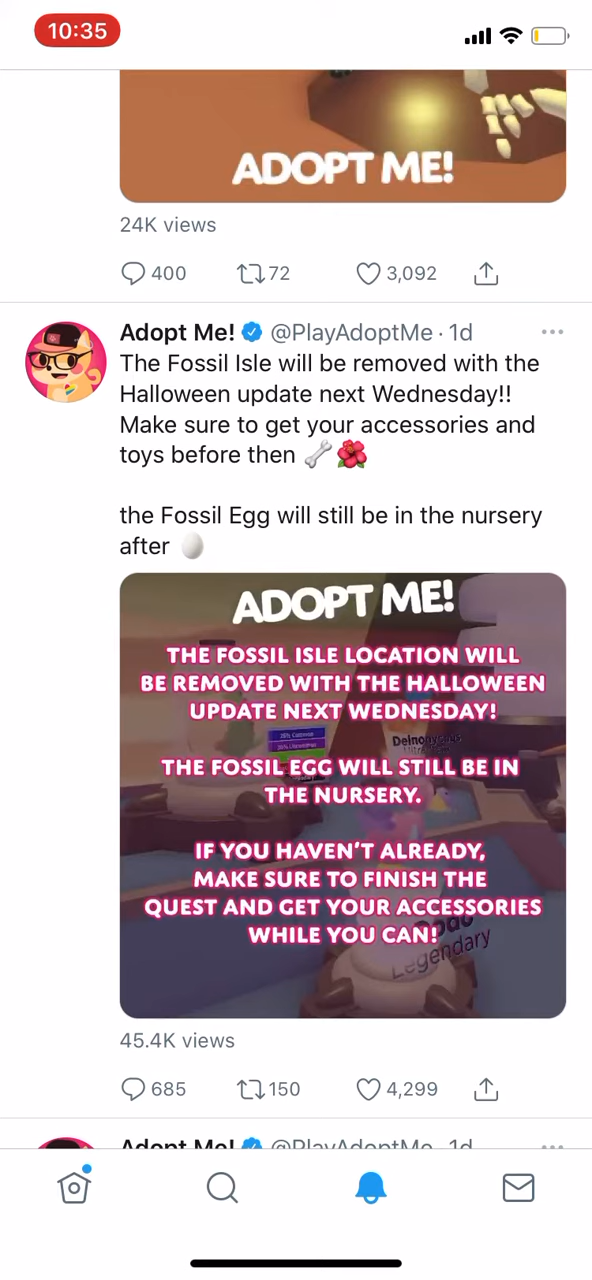 10:35
ADOPT ME!
24K views
400 72 3,092
Adopt Me! @PlayAdoptMe · 1d
The Fossil Isle will be removed with the
Halloween update next Wednesday!!
Make sure to get your accessories and
toys before then 🦴🌺
the Fossil Egg will still be in the nursery
after 🥚
ADOPT ME!
THE FOSSIL ISLE LOCATION WILL
BE REMOVED WITH THE HALLOWEEN
UPDATE NEXT WEDNESDAY!
THE FOSSIL EGG WILL STILL BE IN
THE NURSERY.
IF YOU HAVEN'T ALREADY,
MAKE SURE TO FINISH THE
QUEST AND GET YOUR ACCESSORIES
WHILE YOU CAN!
Legendary
45.4K views
685 150 4,299
Adopt Me! @PlayAdoptMe · 1d